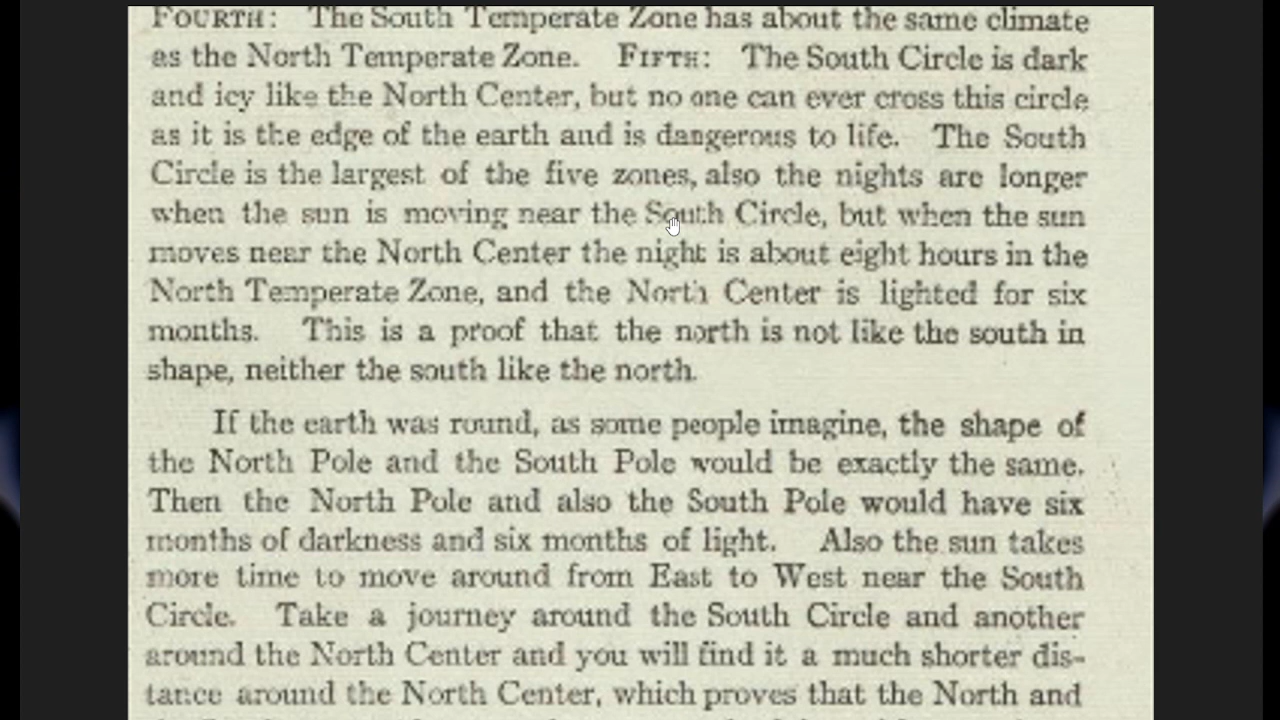 FOURTH: The South Temperate Zone has about the same climate
as the North Temperate Zone. FIFTH: The South Circle is dark
and icy like the North Center, but no one can ever cross this circle
as it is the edge of the earth and is dangerous to life. The South
Circle is the largest of the five zones, also the nights are longer
when the sun is moving near the South Circle, but when the sun
moves near the North Center the night is about eight hours in the
North Temperate Zone, and the North Center is lighted for six
months. This is a proof that the north is not like the south in
shape, neither the south like the north.
If the earth was round, as some people imagine, the shape of
the North Pole and the South Pole would be exactly the same.
Then the North Pole and also the South Pole would have six
months of darkness and six months of light. Also the sun takes
more time to move around from East to West near the South
Circle. Take a journey around the South Circle and another
around the North Center and you will find it a much shorter dis-
tance around the North Center, which proves that the North and